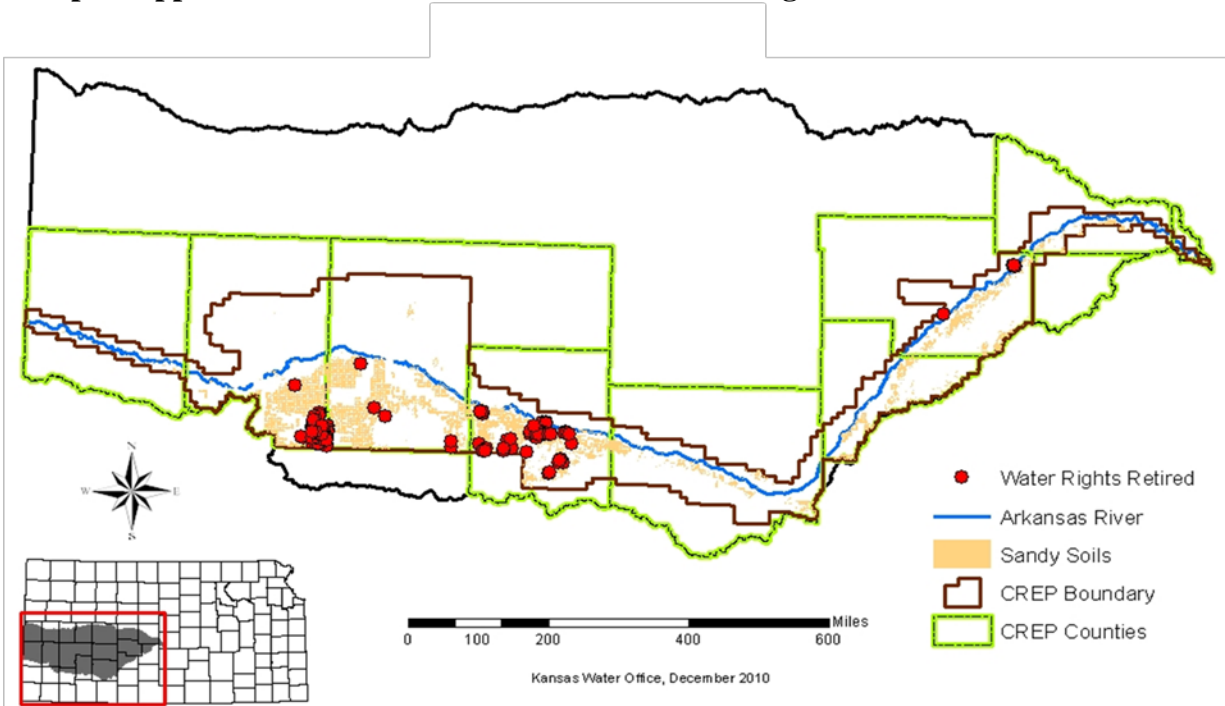 N
W E
S
Water Rights Retired
Arkansas River
Sandy Soils
CREP Boundary
CREP Counties
Miles
0 100 200 400 600
Kansas Water Office, December 2010